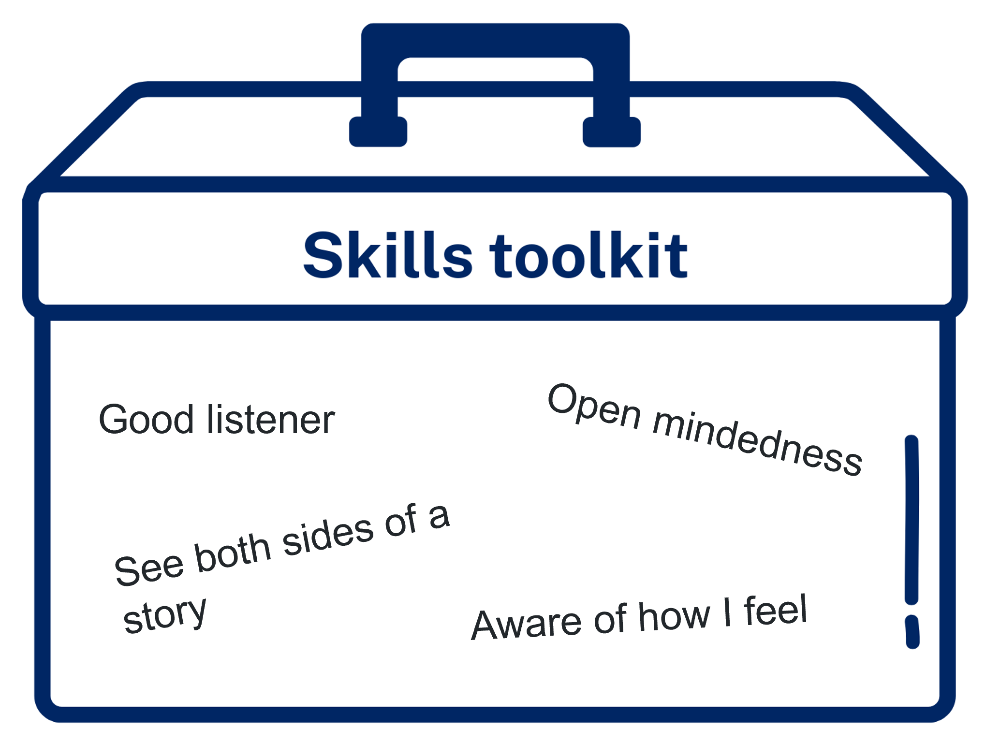 Skills toolkit
Good listener
Open mindedness
See both sides of a
story
Aware of how I feel